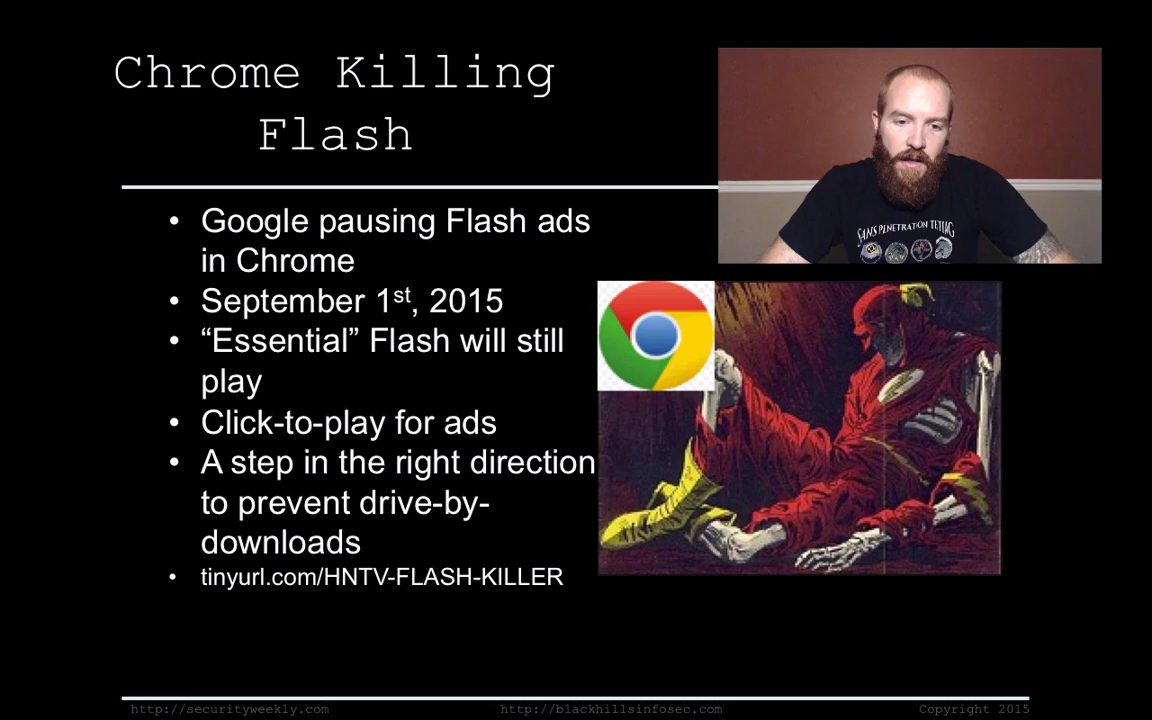 Chrome Killing
Flash
• Google pausing Flash ads
in Chrome
• September 1st, 2015
• “Essential” Flash will still
play
• Click-to-play for ads
• A step in the right direction
to prevent drive-by-
downloads
• tinyurl.com/HNTV-FLASH-KILLER
SANS PENETRATION TESTING
http://securityweekly.com
http://blackhillsinfosec.com
Copyright 2015